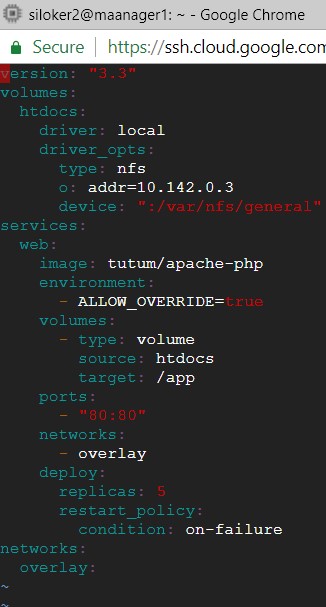 siloker2@maanager1: ~ - Google Chrome
Secure https://ssh.cloud.google.com
version: "3.3"
volumes:
  htdocs:
    driver: local
    driver_opts:
      type: nfs
      o: addr=10.142.0.3
      device: ":/var/nfs/general"
services:
  web:
    image: tutum/apache-php
    environment:
      - ALLOW_OVERRIDE=true
    volumes:
      - type: volume
        source: htdocs
        target: /app
    ports:
      - "80:80"
    networks:
      - overlay
    deploy:
      replicas: 5
      restart_policy:
        condition: on-failure
networks:
  overlay:
~
~